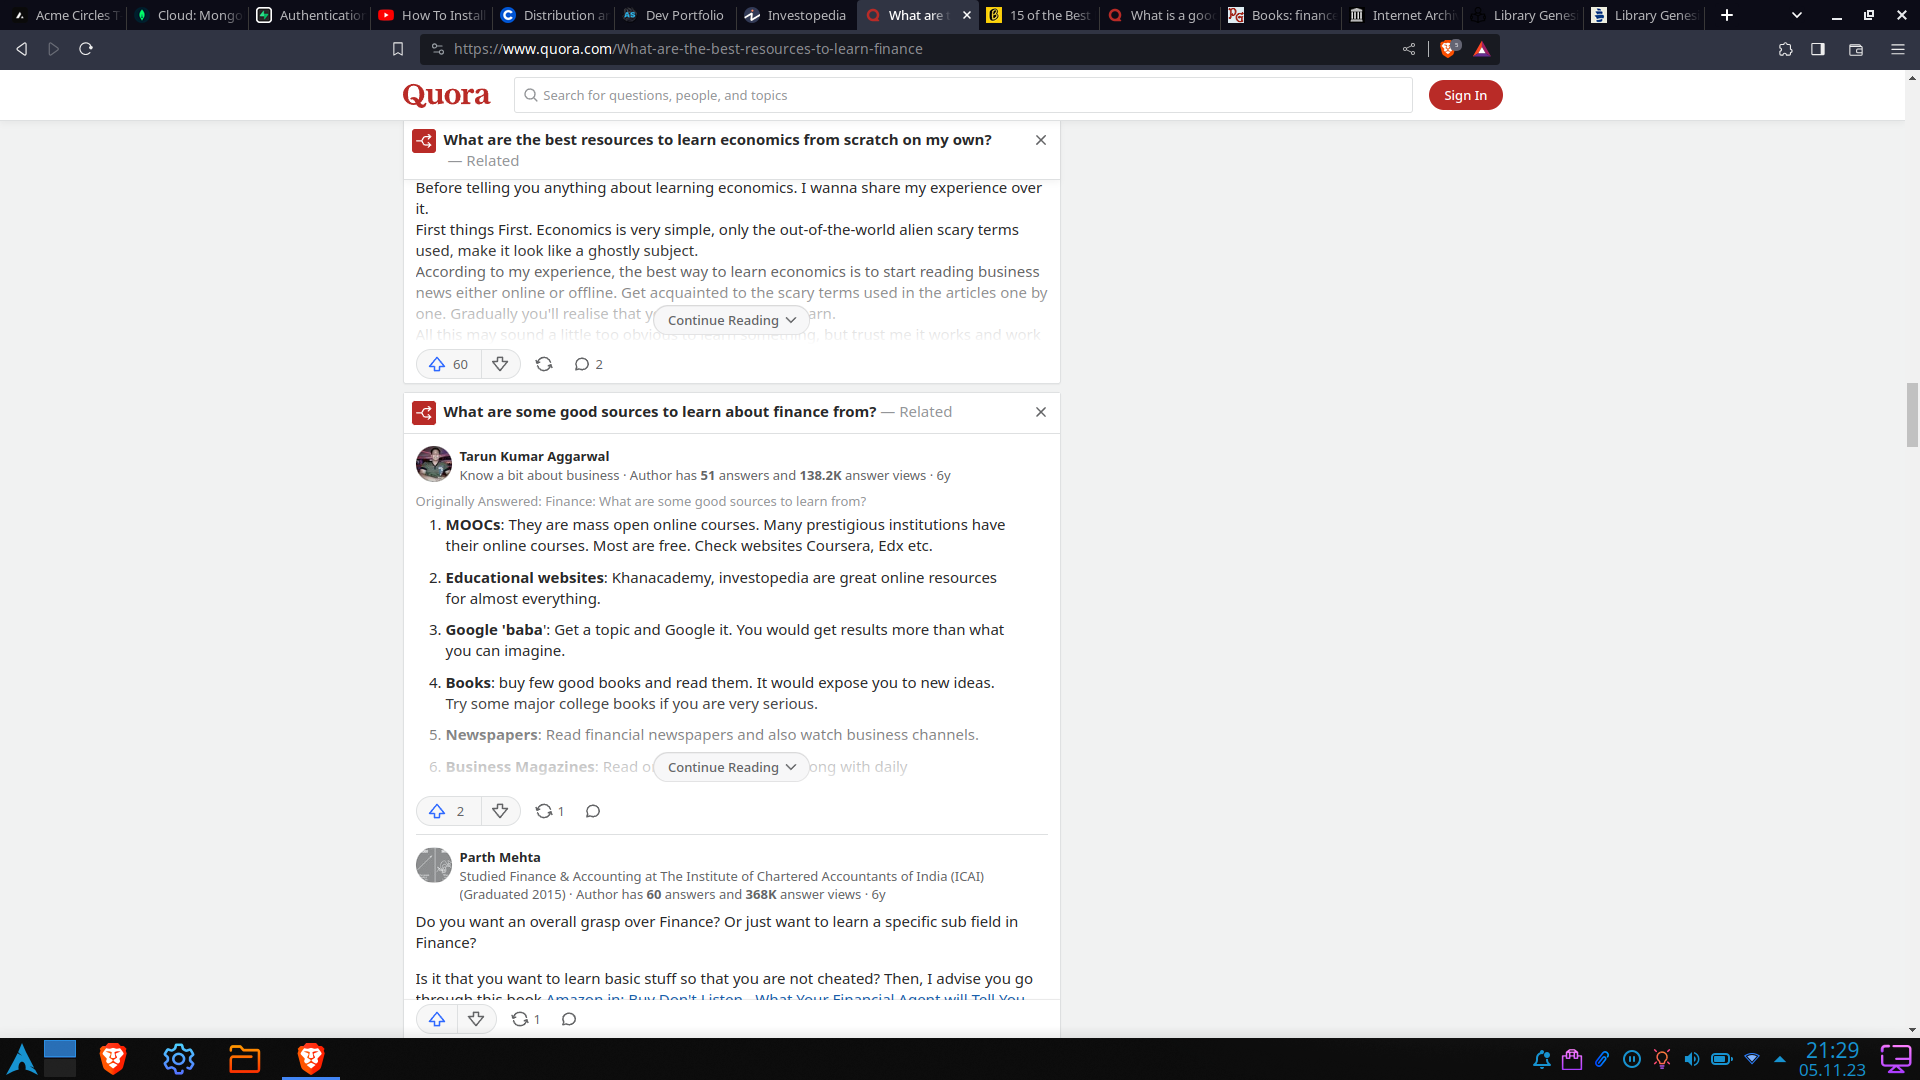 Acme Circles T
Cloud: Mongo
Authentication
How To Install
Distribution an
Dev Portfolio
Investopedia
What are t
15 of the Best
What is a goo
Books: finance
Internet Archi
Library Genes
Library Genes
https://www.quora.com/What-are-the-best-resources-to-learn-finance
Quora
Search for questions, people, and topics
Sign In
What are the best resources to learn economics from scratch on my own?
— Related
Before telling you anything about learning economics. I wanna share my experience over
it.
First things First. Economics is very simple, only the out-of-the-world alien scary terms
used, make it look like a ghostly subject.
According to my experience, the best way to learn economics is to start reading business
news either online or offline. Get acquainted to the scary terms used in the articles one by
one. Gradually you'll realise that y
arn.
Continue Reading
All this may sound a little too obvious to learn something, but trust me it works and work
60
2
What are some good sources to learn about finance from? — Related
Tarun Kumar Aggarwal
Know a bit about business · Author has 51 answers and 138.2K answer views · 6y
Originally Answered: Finance: What are some good sources to learn from?
1. MOOCs: They are mass open online courses. Many prestigious institutions have
their online courses. Most are free. Check websites Coursera, Edx etc.
2. Educational websites: Khanacademy, investopedia are great online resources
for almost everything.
3. Google 'baba': Get a topic and Google it. You would get results more than what
you can imagine.
4. Books: buy few good books and read them. It would expose you to new ideas.
Try some major college books if you are very serious.
5. Newspapers: Read financial newspapers and also watch business channels.
6. Business Magazines: Read o
ong with daily
Continue Reading
2
1
Parth Mehta
Studied Finance & Accounting at The Institute of Chartered Accountants of India (ICAI)
(Graduated 2015) · Author has 60 answers and 368K answer views · 6y
Do you want an overall grasp over Finance? Or just want to learn a specific sub field in
Finance?
Is it that you want to learn basic stuff so that you are not cheated? Then, I advise you go
through this book Amazon.in: Buy Don't Listen - What Your Financial Agent will Tell You
1
21:29
05.11.23